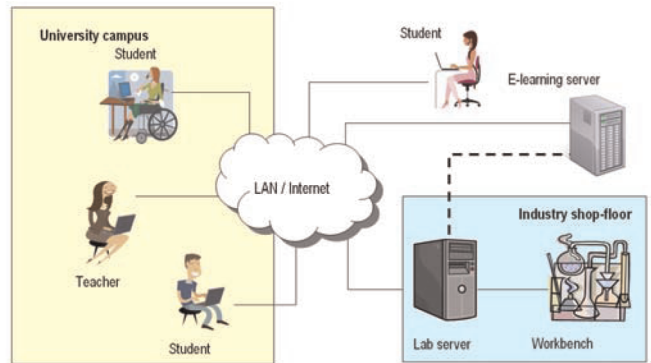 University campus
Student
Student
E-learning server
LAN / Internet
Industry shop-floor
Teacher
Student
Lab server
Workbench